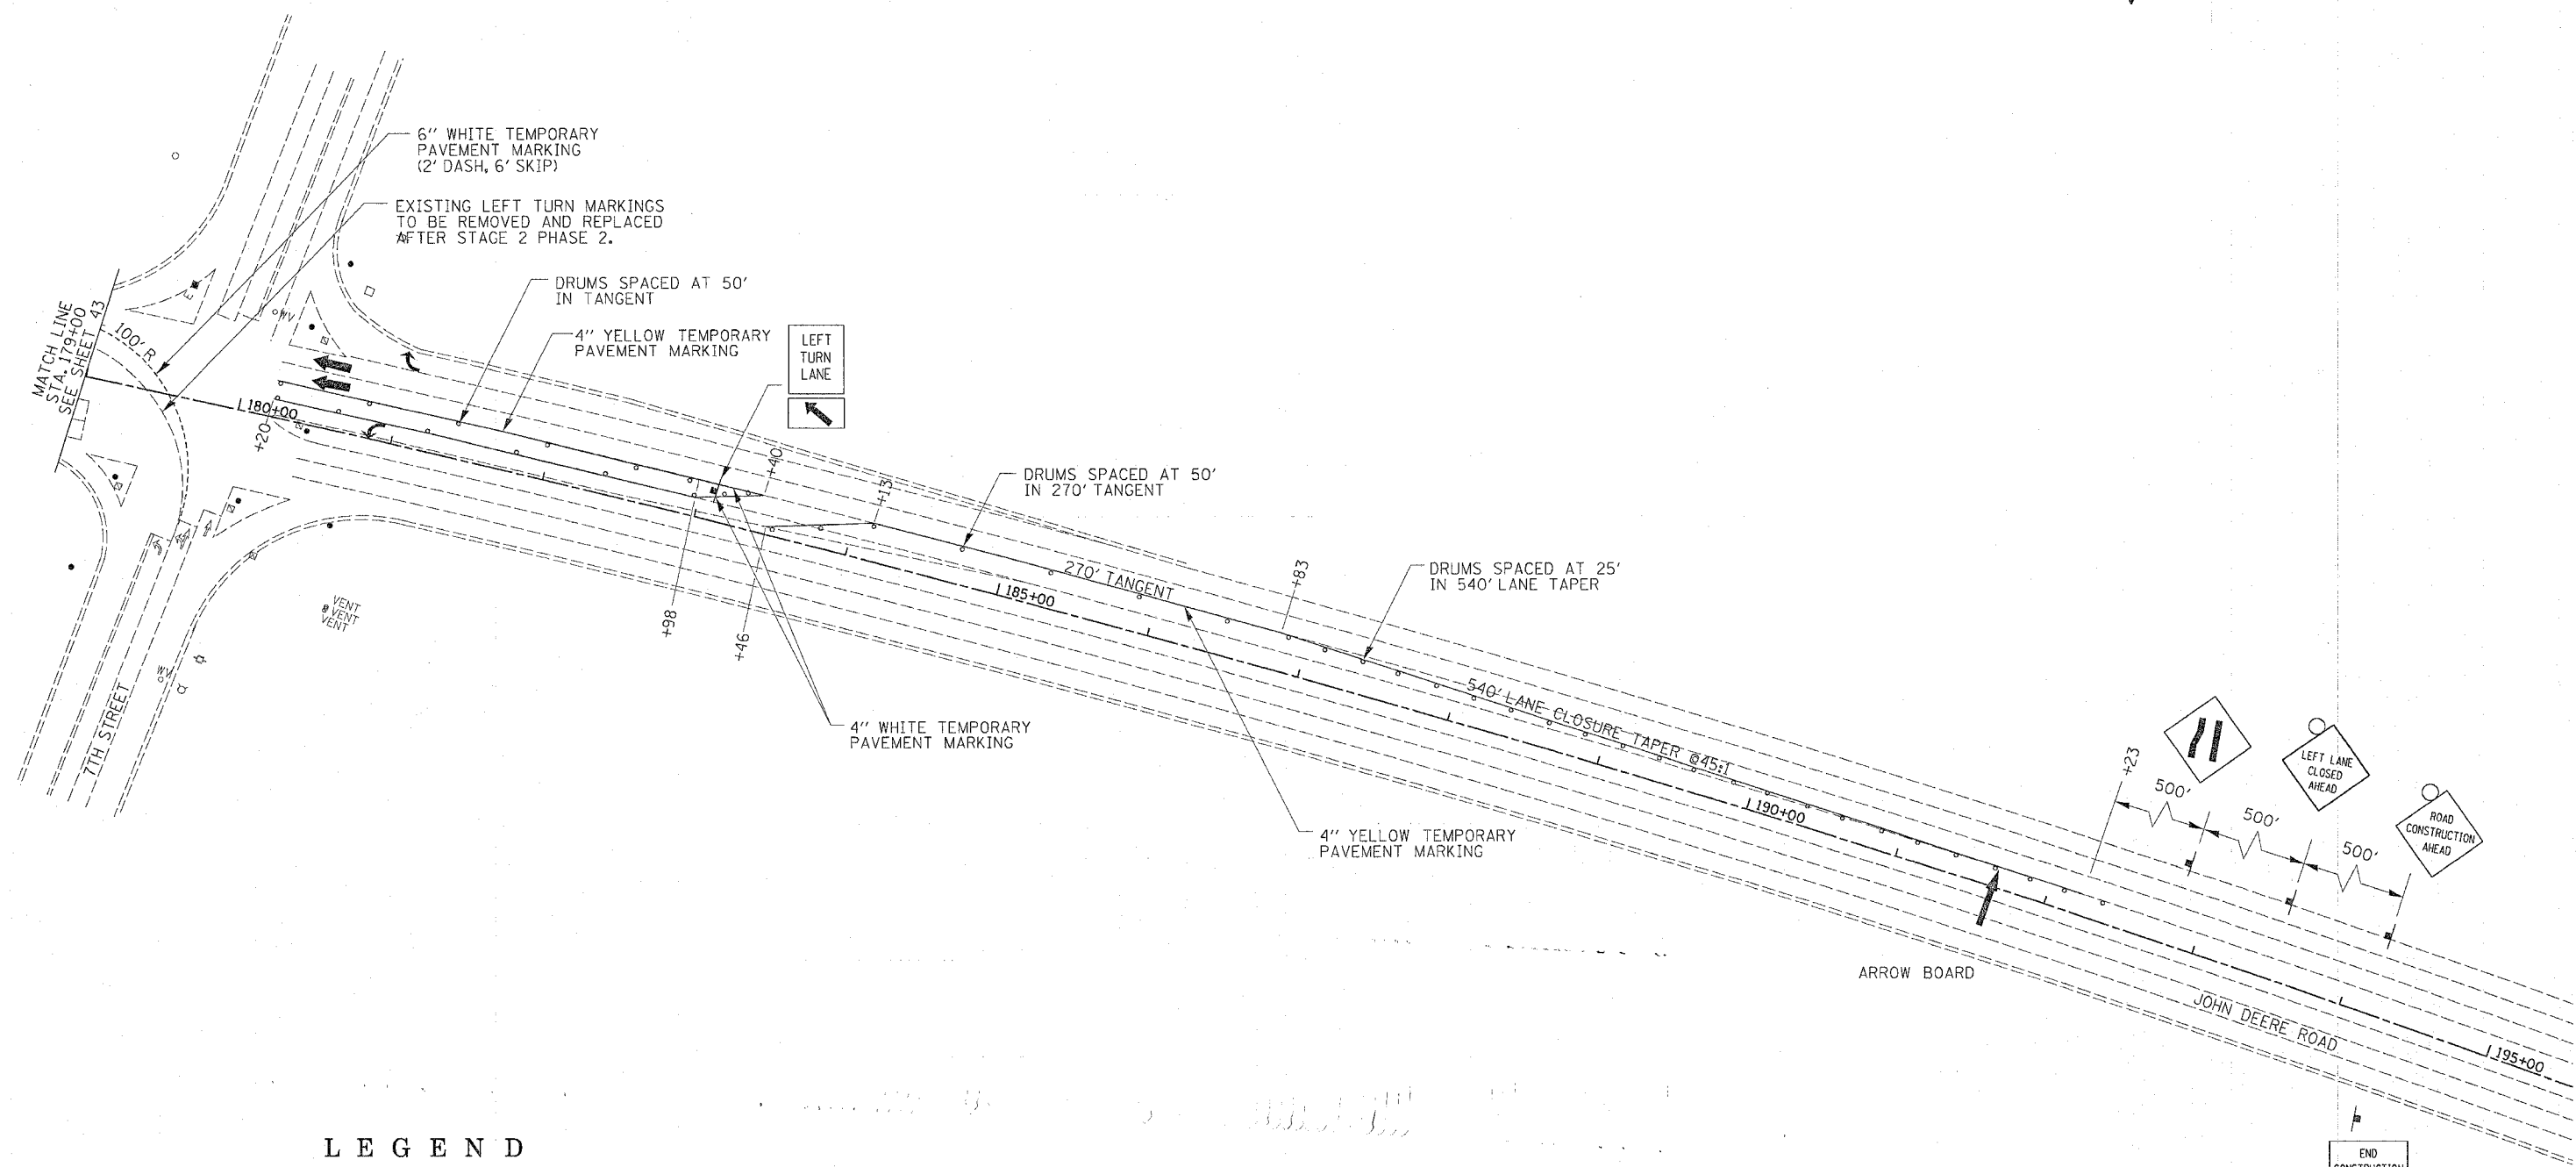 6" WHITE TEMPORARY
PAVEMENT MARKING
(2' DASH, 6' SKIP)
EXISTING LEFT TURN MARKINGS
TO BE REMOVED AND REPLACED
AFTER STAGE 2 PHASE 2.
DRUMS SPACED AT 50'
IN TANGENT
4" YELLOW TEMPORARY
PAVEMENT MARKING
LEFT
TURN
LANE
MATCH LINE
STA. 179+00
SEE SHEET 43
100' R
WV
180+00
+20
+40
+13
DRUMS SPACED AT 50'
IN 270' TANGENT
270' TANGENT
185+00
+83
DRUMS SPACED AT 25'
IN 540' LANE TAPER
+98
+46
VENT
VENT
VENT
WV
7TH STREET
4" WHITE TEMPORARY
PAVEMENT MARKING
540' LANE CLOSURE TAPER @45:1
190+00
4" YELLOW TEMPORARY
PAVEMENT MARKING
+23
500'
500'
500'
LEFT LANE
CLOSED
AHEAD
ROAD
CONSTRUCTION
AHEAD
ARROW BOARD
JOHN DEERE ROAD
195+00
END
CONSTRUCTION
LEGEND